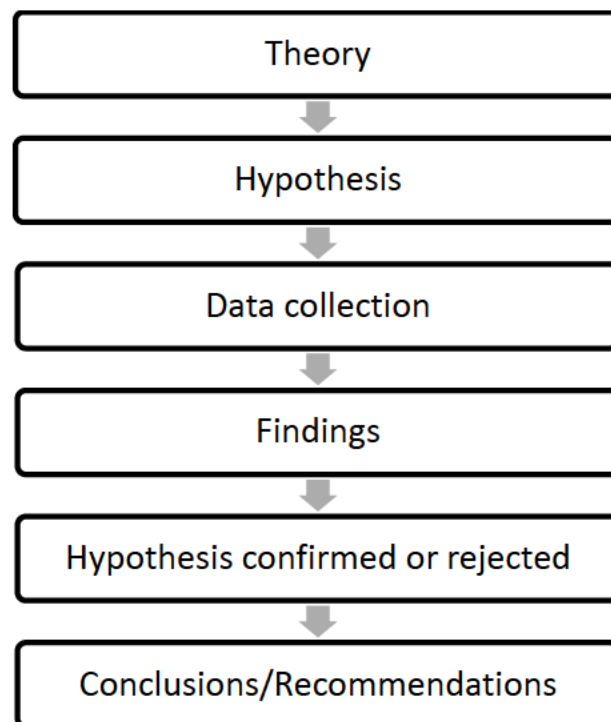 Theory
Hypothesis
Data collection
Findings
Hypothesis confirmed or rejected
Conclusions/Recommendations